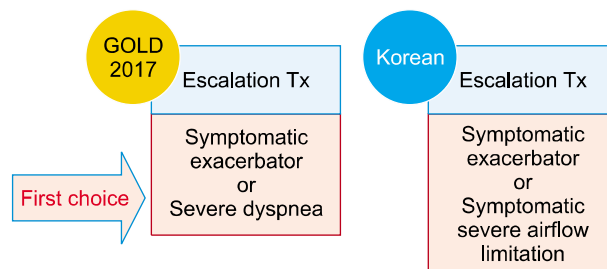 GOLD
2017
Escalation Tx
Symptomatic
exacerbator
or
Severe dyspnea
First choice
Korean
Escalation Tx
Symptomatic
exacerbator
or
Symptomatic
severe airflow
limitation